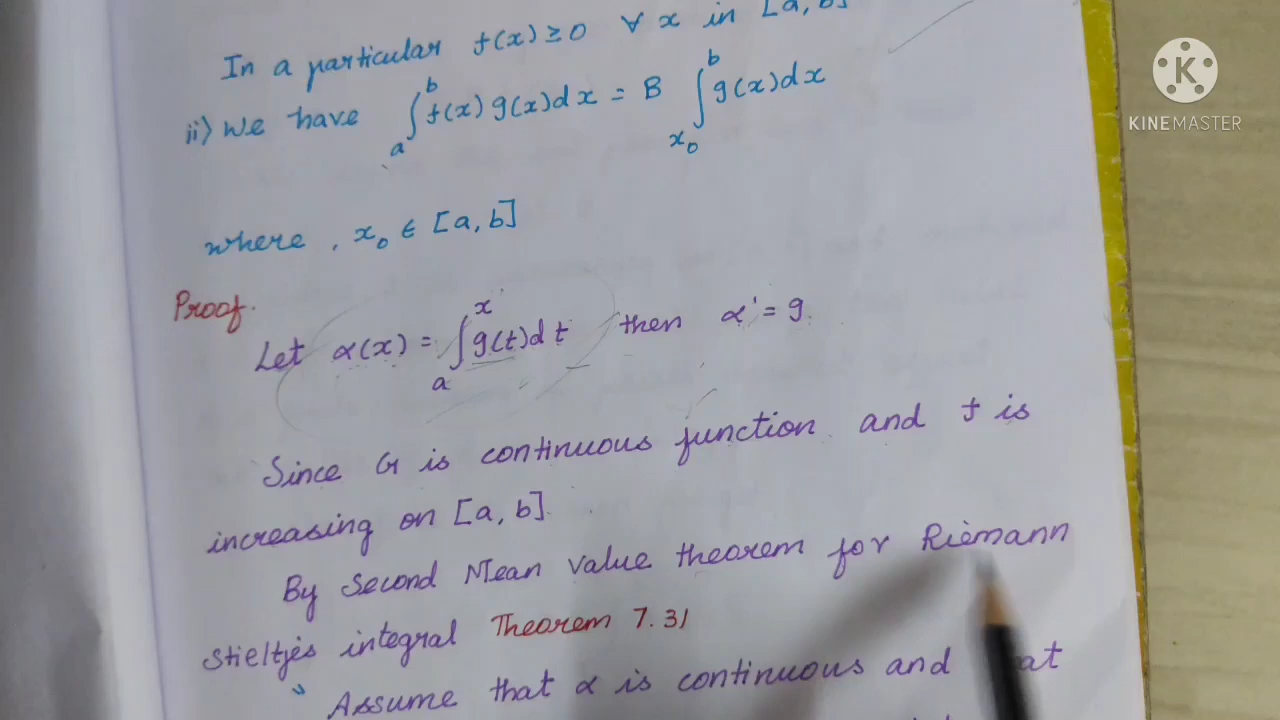 In a particular f(x) ≥ 0 ∀ x in [a, b]
ii) We have ∫ₐᵇ f(x) g(x) dx = B ∫ₓ₀ᵇ g(x) dx
where, x₀ ∈ [a, b]
Proof.
Let α(x) = ∫ₐˣ g(t) dt then α' = g.
Since G is continuous function and f is
increasing on [a, b].
By Second Mean Value theorem for Riemann
Stieltjes integral Theorem 7.31
"Assume that α is continuous and
K
KINEMASTER